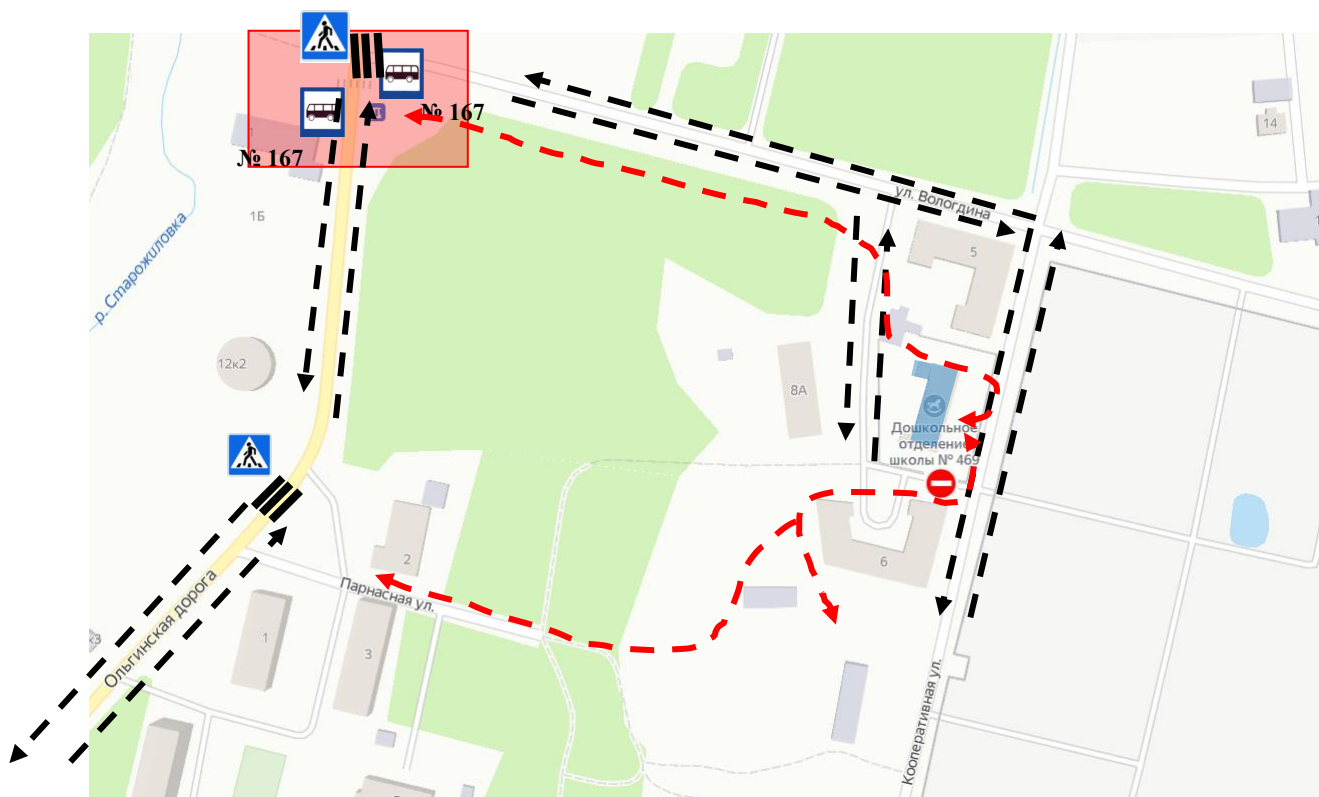 № 167
№ 167
1
1Б
р. Старожиловка
ул. Вологдина
14
5
12к2
8А
Дошкольное
отделение
школы № 469
2
6
Парнасная ул.
Ольгинская дорога
1
3
Кооперативная ул.